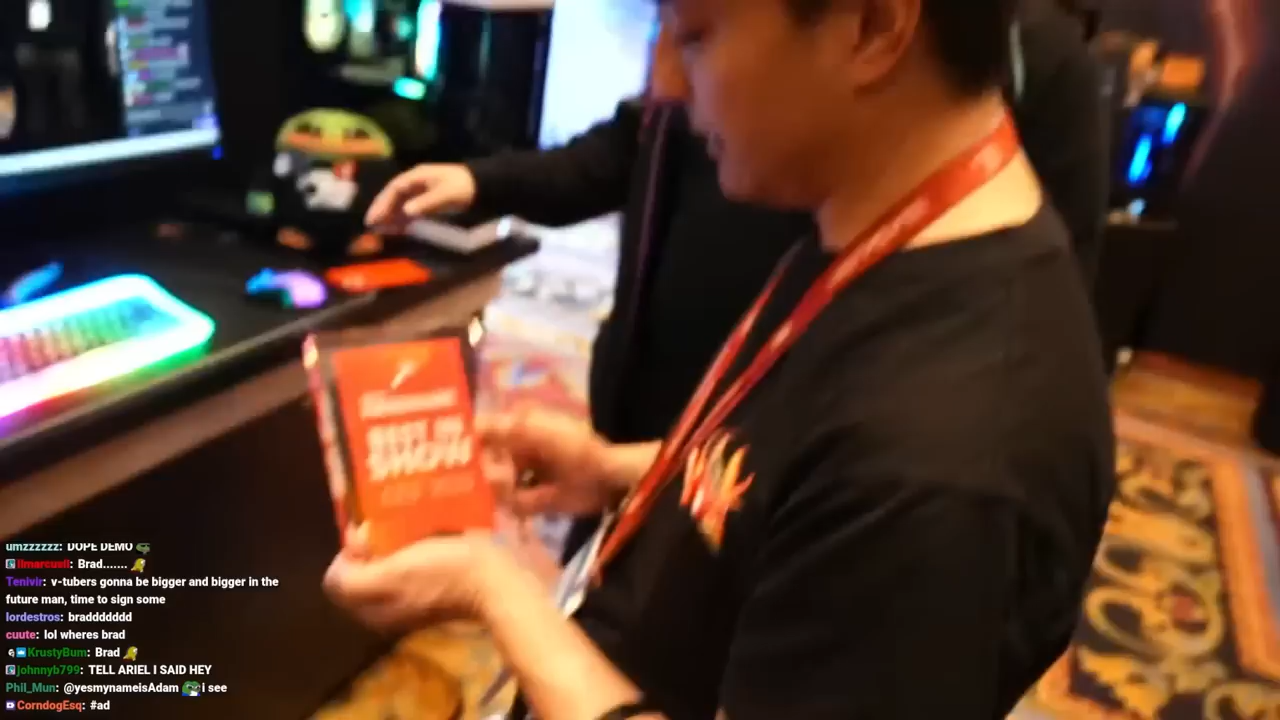 BEST IN
SHOW
umzzzzzz: DOPE DEMO
limarcusll: Brad.......
Tenivir: v-tubers gonna be bigger and bigger in the
future man, time to sign some
lordestros: bradddddd
cuute: lol wheres brad
KrustyBum: Brad
johnnyb799: TELL ARIEL I SAID HEY
Phil_Mun: @yesmynameisAdam i see
CorndogEsq: #ad